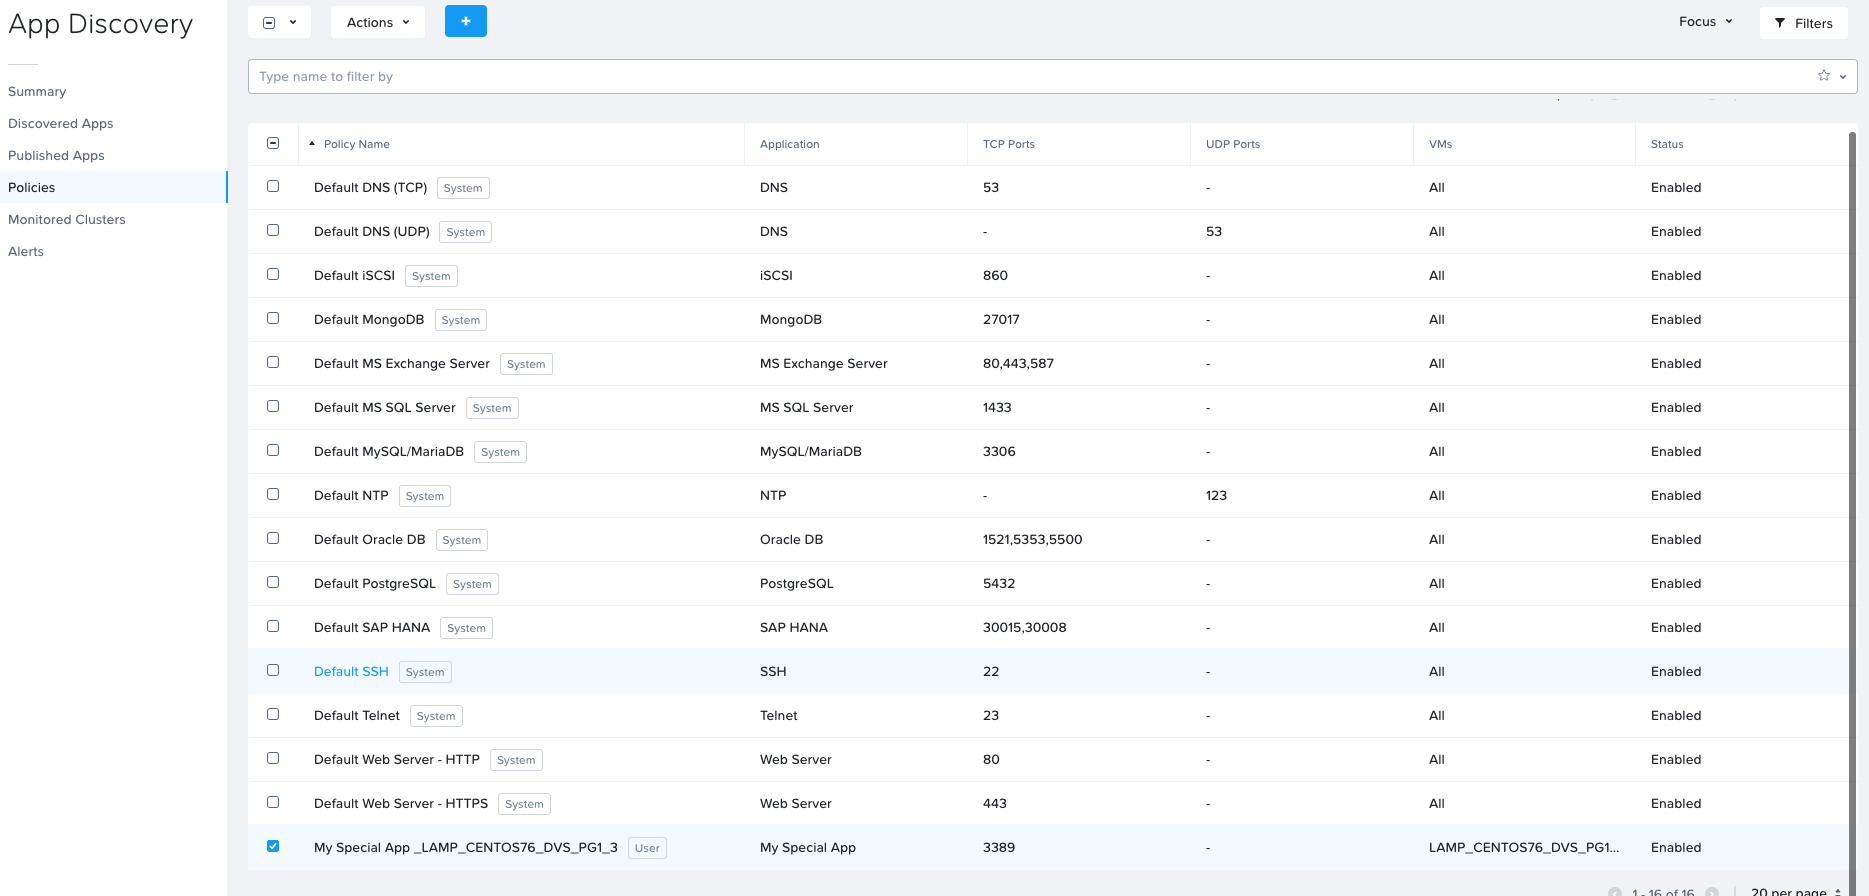 App Discovery
Actions
+
Focus
Filters
Type name to filter by
Summary
Discovered Apps
Published Apps
Policies
Monitored Clusters
Alerts
Policy Name Application TCP Ports UDP Ports VMs Status
Default DNS (TCP) System DNS 53 - All Enabled
Default DNS (UDP) System DNS - 53 All Enabled
Default iSCSI System iSCSI 860 - All Enabled
Default MongoDB System MongoDB 27017 - All Enabled
Default MS Exchange Server System MS Exchange Server 80,443,587 - All Enabled
Default MS SQL Server System MS SQL Server 1433 - All Enabled
Default MySQL/MariaDB System MySQL/MariaDB 3306 - All Enabled
Default NTP System NTP - 123 All Enabled
Default Oracle DB System Oracle DB 1521,5353,5500 - All Enabled
Default PostgreSQL System PostgreSQL 5432 - All Enabled
Default SAP HANA System SAP HANA 30015,30008 - All Enabled
Default SSH System SSH 22 - All Enabled
Default Telnet System Telnet 23 - All Enabled
Default Web Server - HTTP System Web Server 80 - All Enabled
Default Web Server - HTTPS System Web Server 443 - All Enabled
My Special App _LAMP_CENTOS76_DVS_PG1_3 User My Special App 3389 - LAMP_CENTOS76_DVS_PG1... Enabled
1 - 16 of 16 20 per page